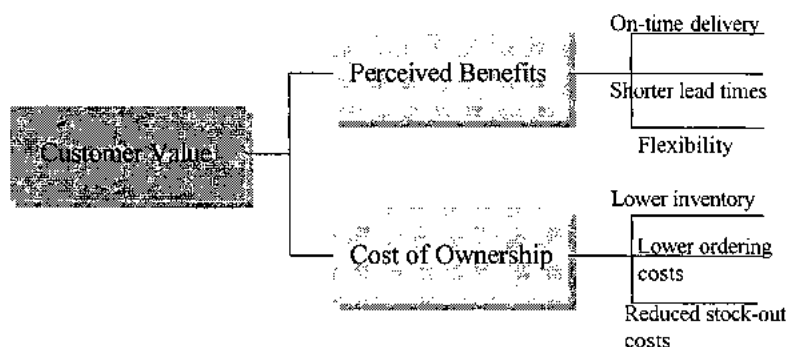 On-time delivery
Perceived Benefits
Shorter lead times
Flexibility
Customer Value
Lower inventory
Cost of Ownership
Lower ordering
costs
Reduced stock-out
costs